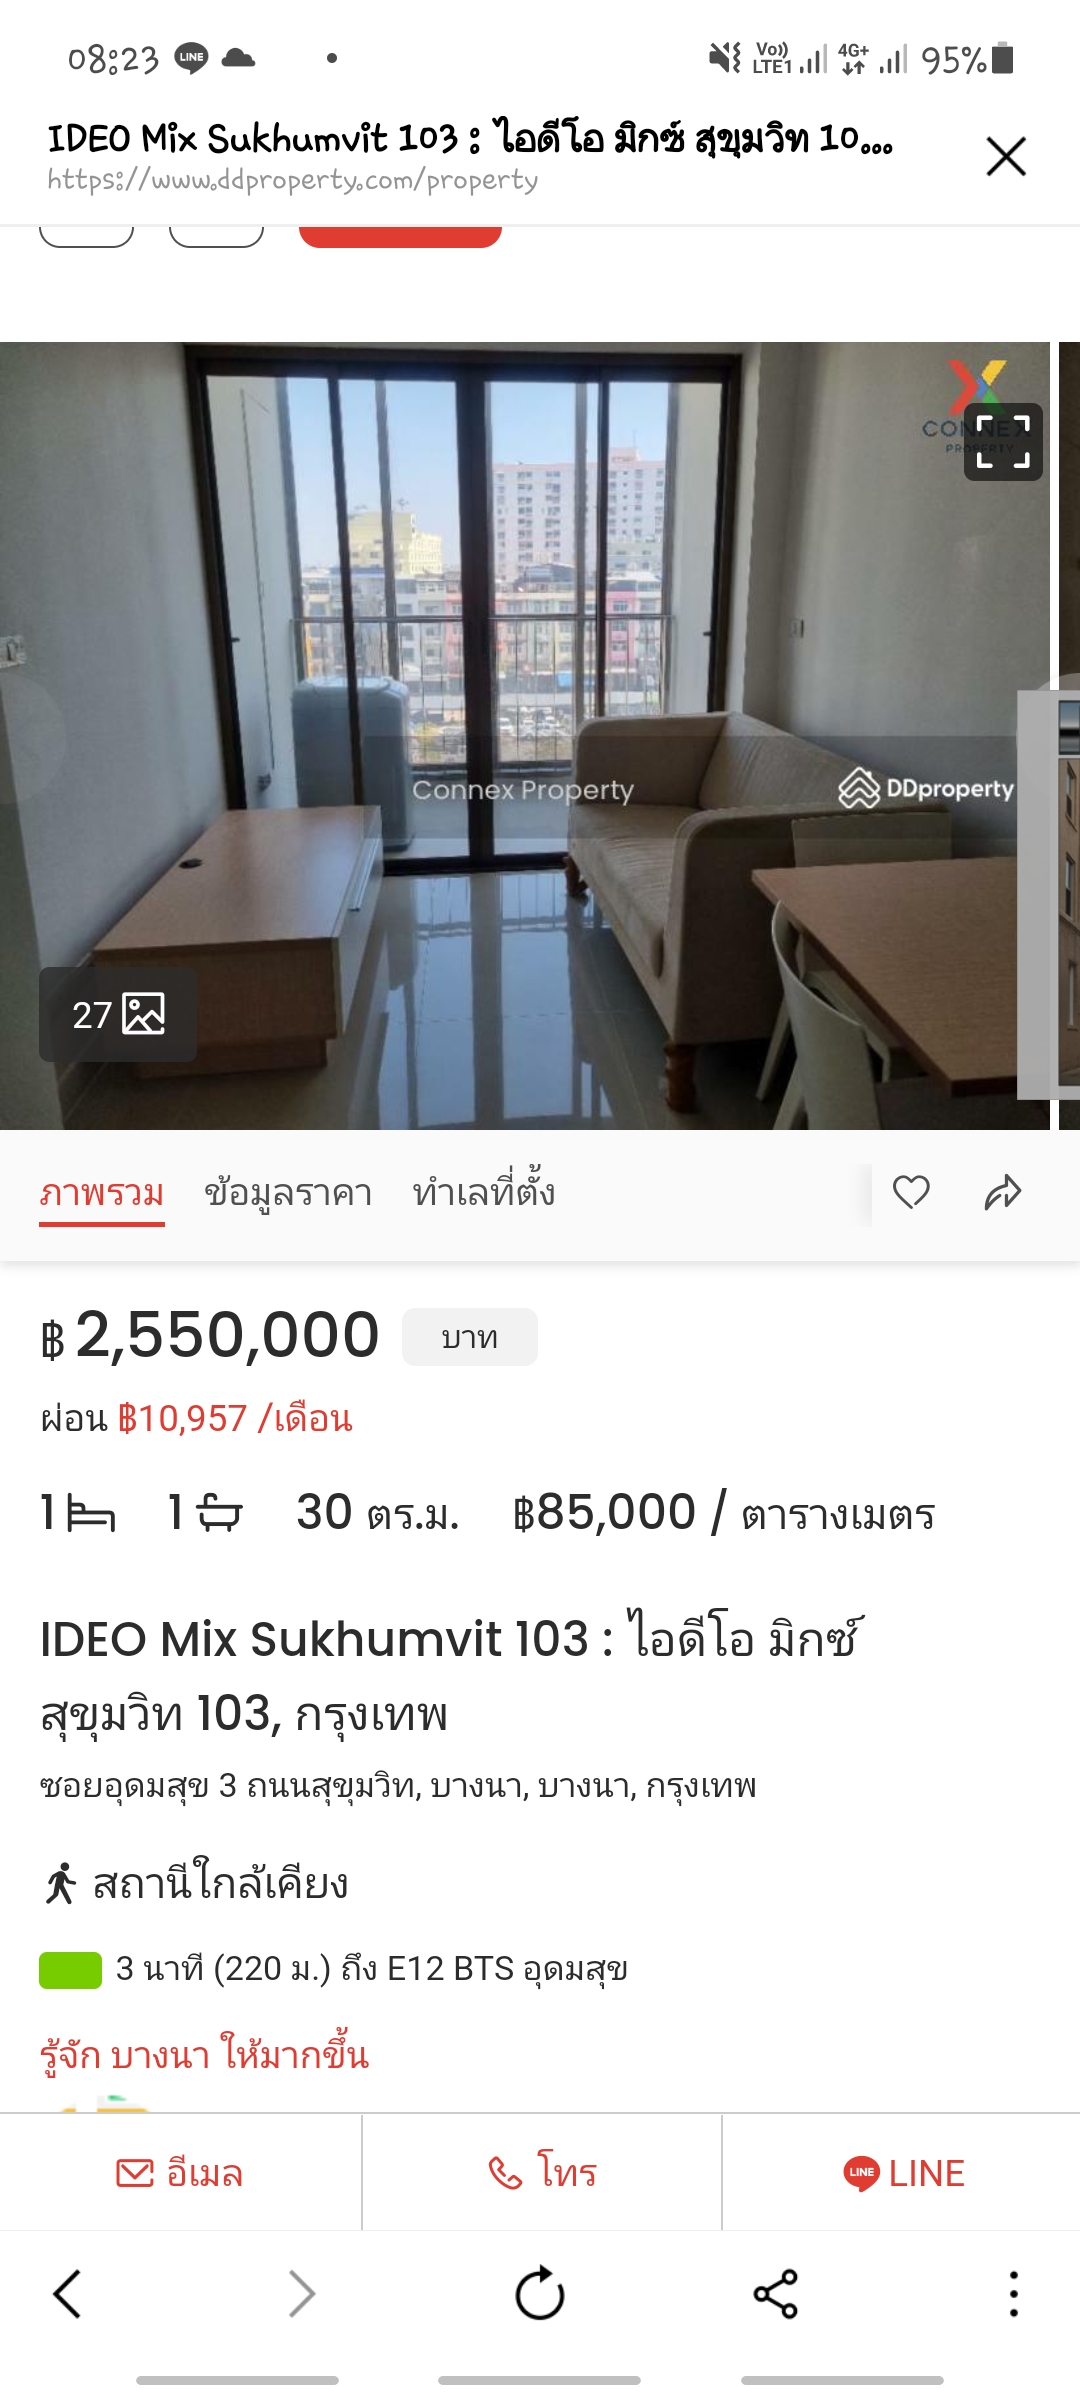 08:23 LINE Vo)) LTE1 4G+ 95%
IDEO Mix Sukhumvit 103 : ไอดีโอ มิกซ์ สุขุมวิท 10...
https://www.ddproperty.com/property
CONNEX
PROPERTY
Connex Property
DDproperty
27
ภาพรวม ข้อมูลราคา ทำเลที่ตั้ง
฿ 2,550,000 บาท
ผ่อน ฿10,957 /เดือน
1 1 30 ตร.ม. ฿85,000 / ตารางเมตร
IDEO Mix Sukhumvit 103 : ไอดีโอ มิกซ์
สุขุมวิท 103, กรุงเทพ
ซอยอุดมสุข 3 ถนนสุขุมวิท, บางนา, บางนา, กรุงเทพ
สถานีใกล้เคียง
3 นาที (220 ม.) ถึง E12 BTS อุดมสุข
รู้จัก บางนา ให้มากขึ้น
อีเมล โทร LINE LINE